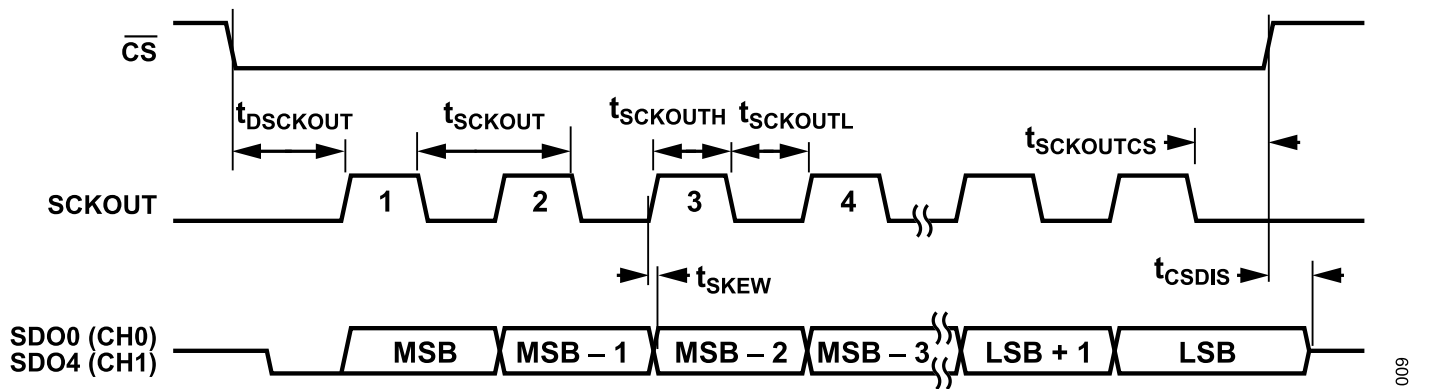 CS
tDSCKOUT
tSCKOUT
tSCKOUTH
tSCKOUTL
tSCKOUTCS
SCKOUT
1
2
3
4
tSKEW
tCSDIS
SDO0 (CH0)
SDO4 (CH1)
MSB
MSB – 1
MSB – 2
MSB – 3
LSB + 1
LSB
009